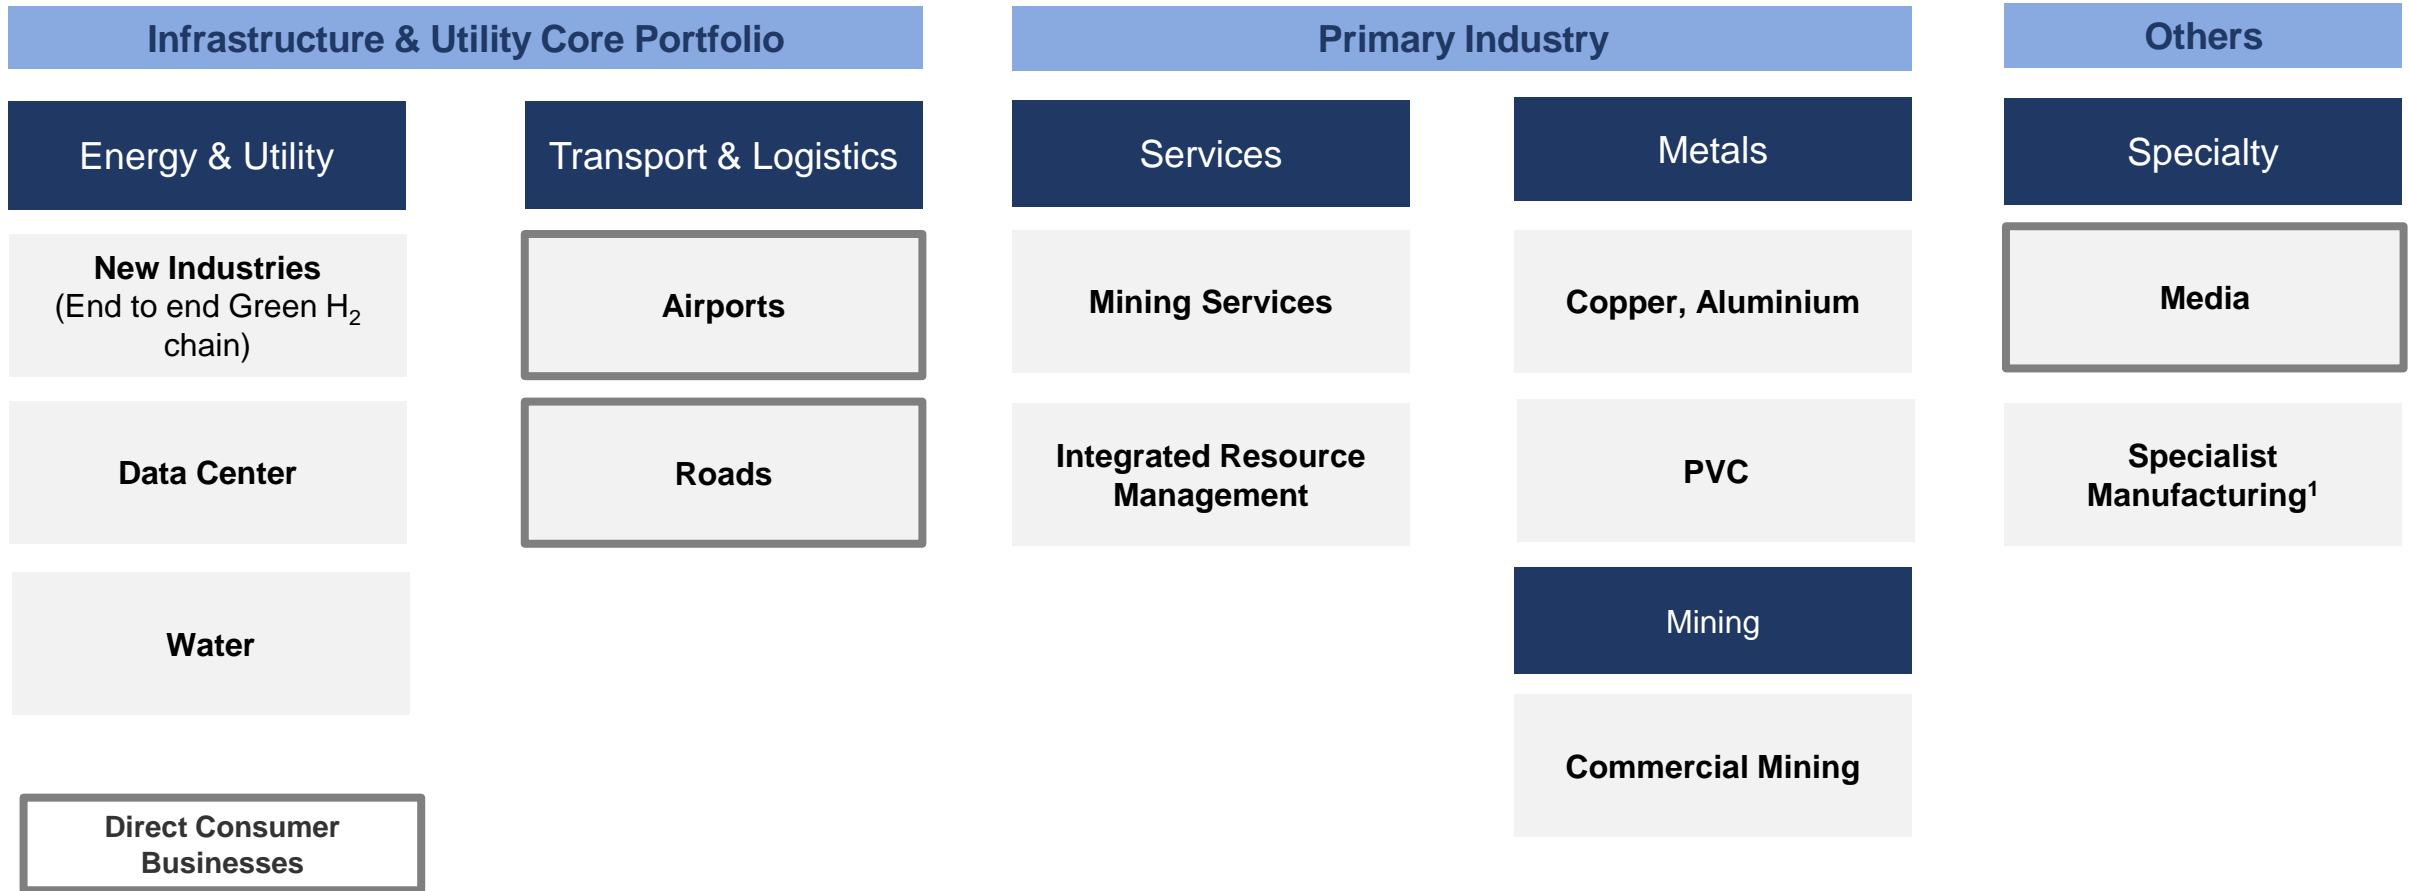 Infrastructure & Utility Core Portfolio
Primary Industry
Others
Energy & Utility
Transport & Logistics
Services
Metals
Specialty
New Industries
(End to end Green H₂
chain)
Airports
Mining Services
Copper, Aluminium
Media
Data Center
Roads
Integrated Resource
Management
PVC
Specialist
Manufacturing¹
Water
Mining
Commercial Mining
Direct Consumer
Businesses